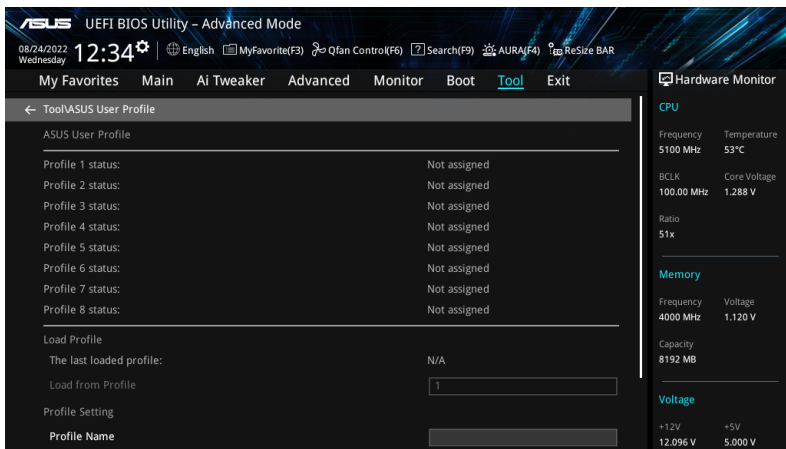 ASUS UEFI BIOS Utility – Advanced Mode
08/24/2022 Wednesday 12:34 English MyFavorite(F3) Qfan Control(F6) Search(F9) AURA(F4) ReSize BAR
My Favorites Main Ai Tweaker Advanced Monitor Boot Tool Exit
Tool\ASUS User Profile
ASUS User Profile
Profile 1 status: Not assigned
Profile 2 status: Not assigned
Profile 3 status: Not assigned
Profile 4 status: Not assigned
Profile 5 status: Not assigned
Profile 6 status: Not assigned
Profile 7 status: Not assigned
Profile 8 status: Not assigned
Load Profile
The last loaded profile: N/A
Load from Profile 1
Profile Setting
Profile Name
Hardware Monitor
CPU
Frequency Temperature
5100 MHz 53°C
BCLK Core Voltage
100.00 MHz 1.288 V
Ratio
51x
Memory
Frequency Voltage
4000 MHz 1.120 V
Capacity
8192 MB
Voltage
+12V +5V
12.096 V 5.000 V